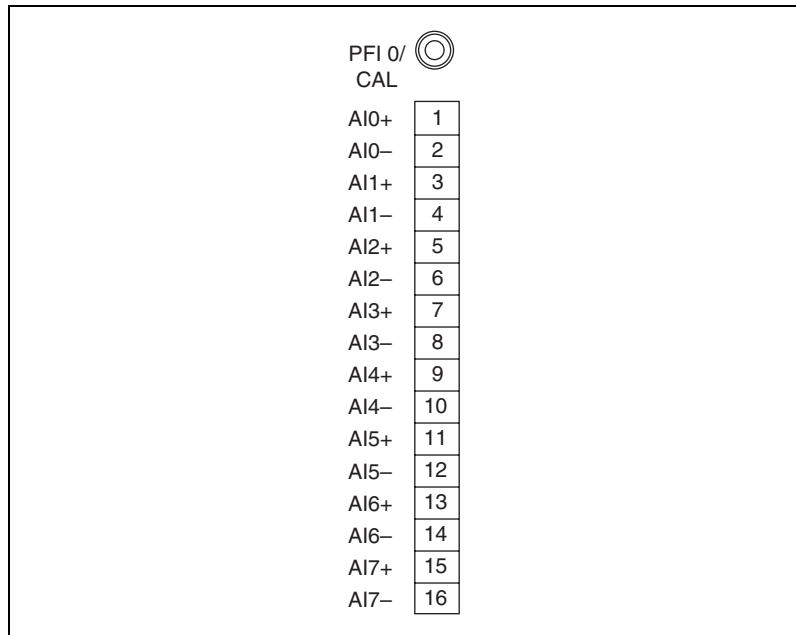 PFI 0/
CAL
AI0+ 1
AI0– 2
AI1+ 3
AI1– 4
AI2+ 5
AI2– 6
AI3+ 7
AI3– 8
AI4+ 9
AI4– 10
AI5+ 11
AI5– 12
AI6+ 13
AI6– 14
AI7+ 15
AI7– 16